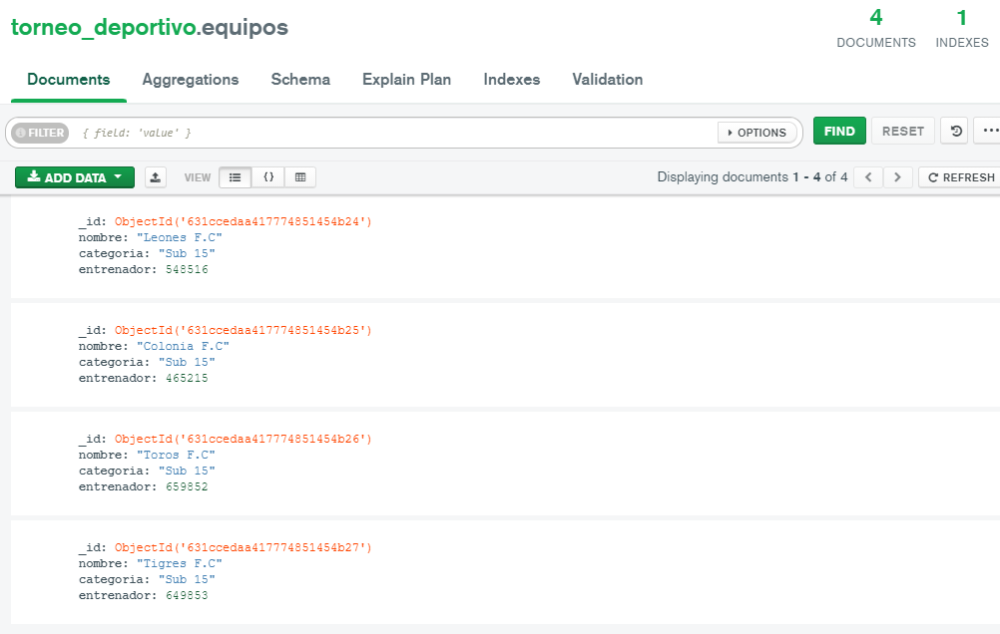 torneo_deportivo.equipos
4 1
DOCUMENTS INDEXES
Documents Aggregations Schema Explain Plan Indexes Validation
FILTER { field: 'value' } OPTIONS FIND RESET ...
ADD DATA VIEW {} Displaying documents 1 - 4 of 4 < > REFRESH
_id: ObjectId('631ccedaa417774851454b24')
nombre: "Leones F.C"
categoria: "Sub 15"
entrenador: 548516
_id: ObjectId('631ccedaa417774851454b25')
nombre: "Colonia F.C"
categoria: "Sub 15"
entrenador: 465215
_id: ObjectId('631ccedaa417774851454b26')
nombre: "Toros F.C"
categoria: "Sub 15"
entrenador: 659852
_id: ObjectId('631ccedaa417774851454b27')
nombre: "Tigres F.C"
categoria: "Sub 15"
entrenador: 649853